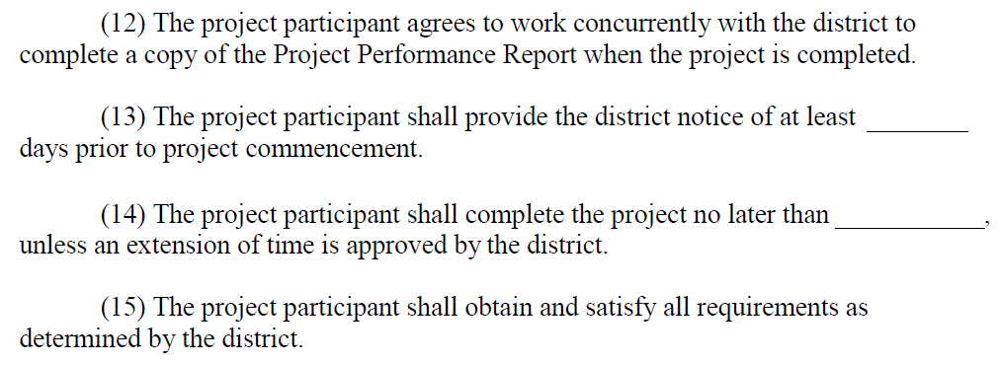 (12) The project participant agrees to work concurrently with the district to
complete a copy of the Project Performance Report when the project is completed.
(13) The project participant shall provide the district notice of at least ________
days prior to project commencement.
(14) The project participant shall complete the project no later than ____________,
unless an extension of time is approved by the district.
(15) The project participant shall obtain and satisfy all requirements as
determined by the district.